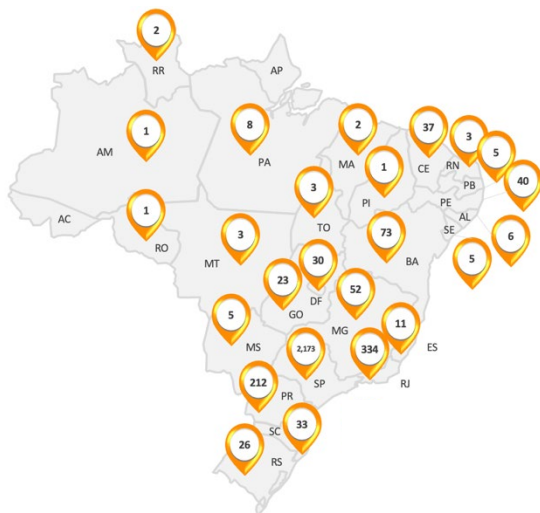 2
RR
AP
1
AM
8
PA
2
MA
37
CE
3
RN
5
PB
40
1
PI
PE
AL
SE
6
5
AC
1
RO
3
TO
3
MT
73
BA
30
DF
23
GO
52
MG
5
MS
11
ES
334
RJ
2,173
SP
212
PR
33
SC
26
RS